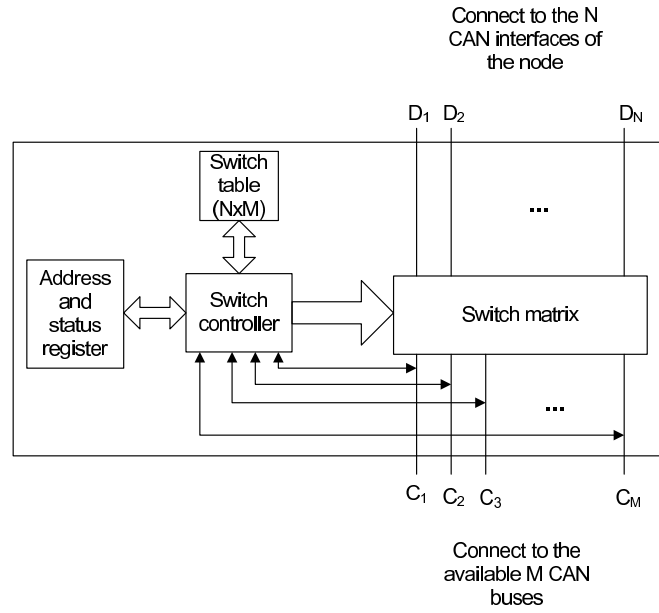 Connect to the N
CAN interfaces of
the node
D1 D2 DN
Switch
table
(NxM)
...
Address
and
status
register
Switch
controller
Switch matrix
...
C1 C2 C3 CM
Connect to the
available M CAN
buses